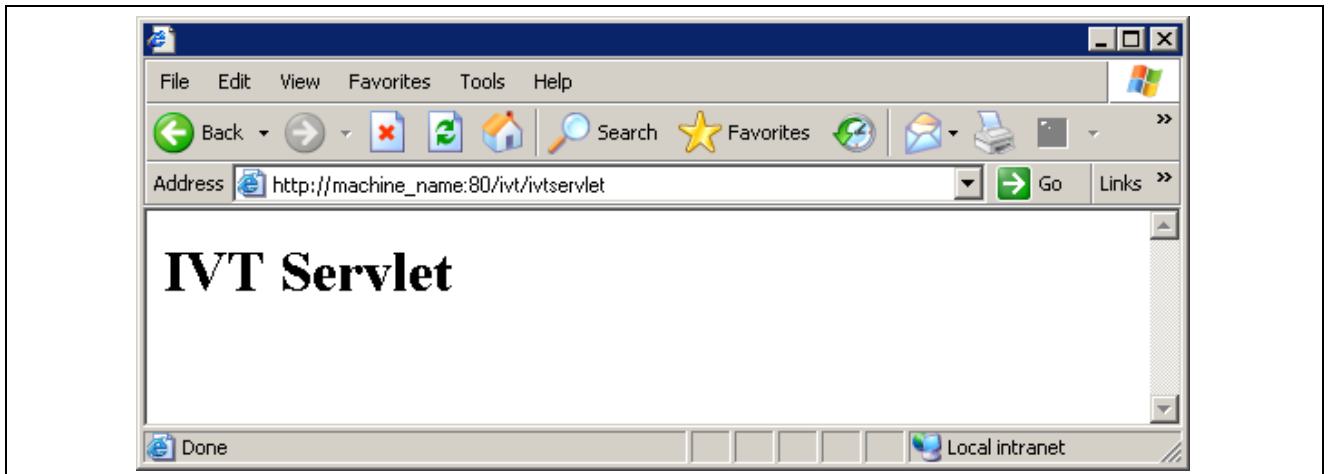 File Edit View Favorites Tools Help
Back Search Favorites »
Address http://machine_name:80/ivt/ivtservlet Go Links »
IVT Servlet
Done Local intranet